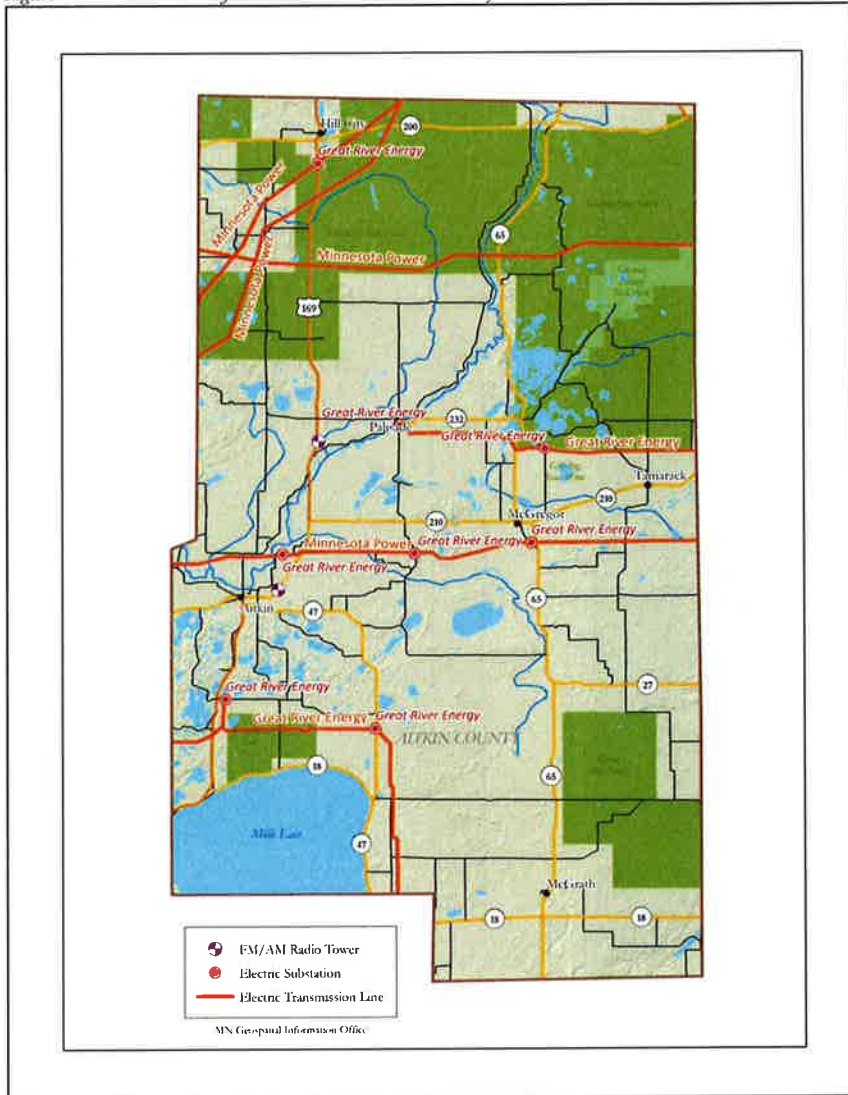 Hill City
200
Great River Energy
Minnesota Power
65
Minnesota Power
Minnesota Power
169
Great River Energy
232
Palisade
Great River Energy
Great River Energy
Tamarack
210
McGregor
210
Great River Energy
Minnesota Power
Great River Energy
Great River Energy
Aitkin
47
65
27
Great River Energy
Great River Energy
Great River Energy
AITKIN COUNTY
18
65
Mille Lacs
47
McGrath
18
18
FM/AM Radio Tower
Electric Substation
Electric Transmission Line
MN Geospatial Information Office